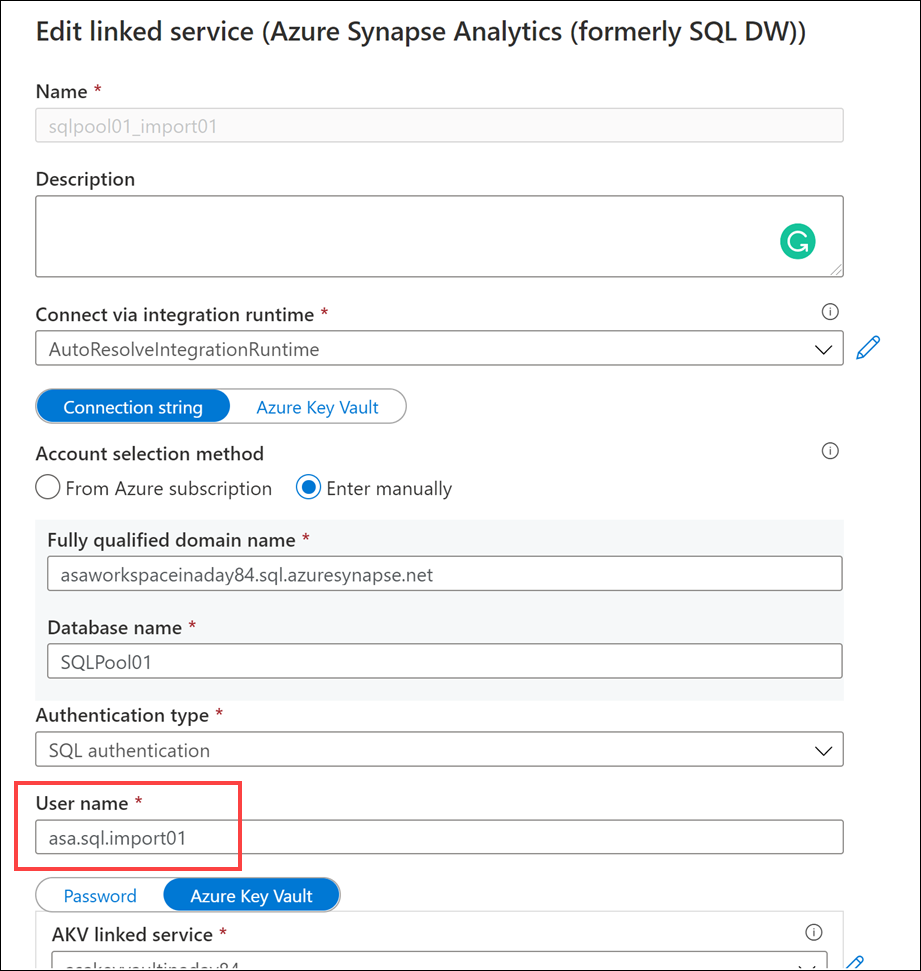 Edit linked service (Azure Synapse Analytics (formerly SQL DW))
Name *
sqlpool01_import01
Description
Connect via integration runtime *
AutoResolveIntegrationRuntime
Connection string Azure Key Vault
Account selection method
From Azure subscription Enter manually
Fully qualified domain name *
asaworkspaceinaday84.sql.azuresynapse.net
Database name *
SQLPool01
Authentication type *
SQL authentication
User name *
asa.sql.import01
Password Azure Key Vault
AKV linked service *
asakeyvaultinaday84